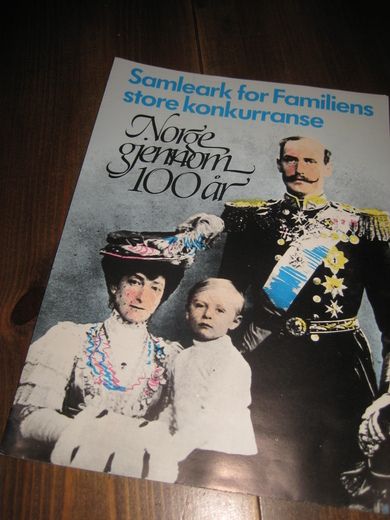 Samleark for Familiens
store konkurranse
Norge
gjennom
100 år